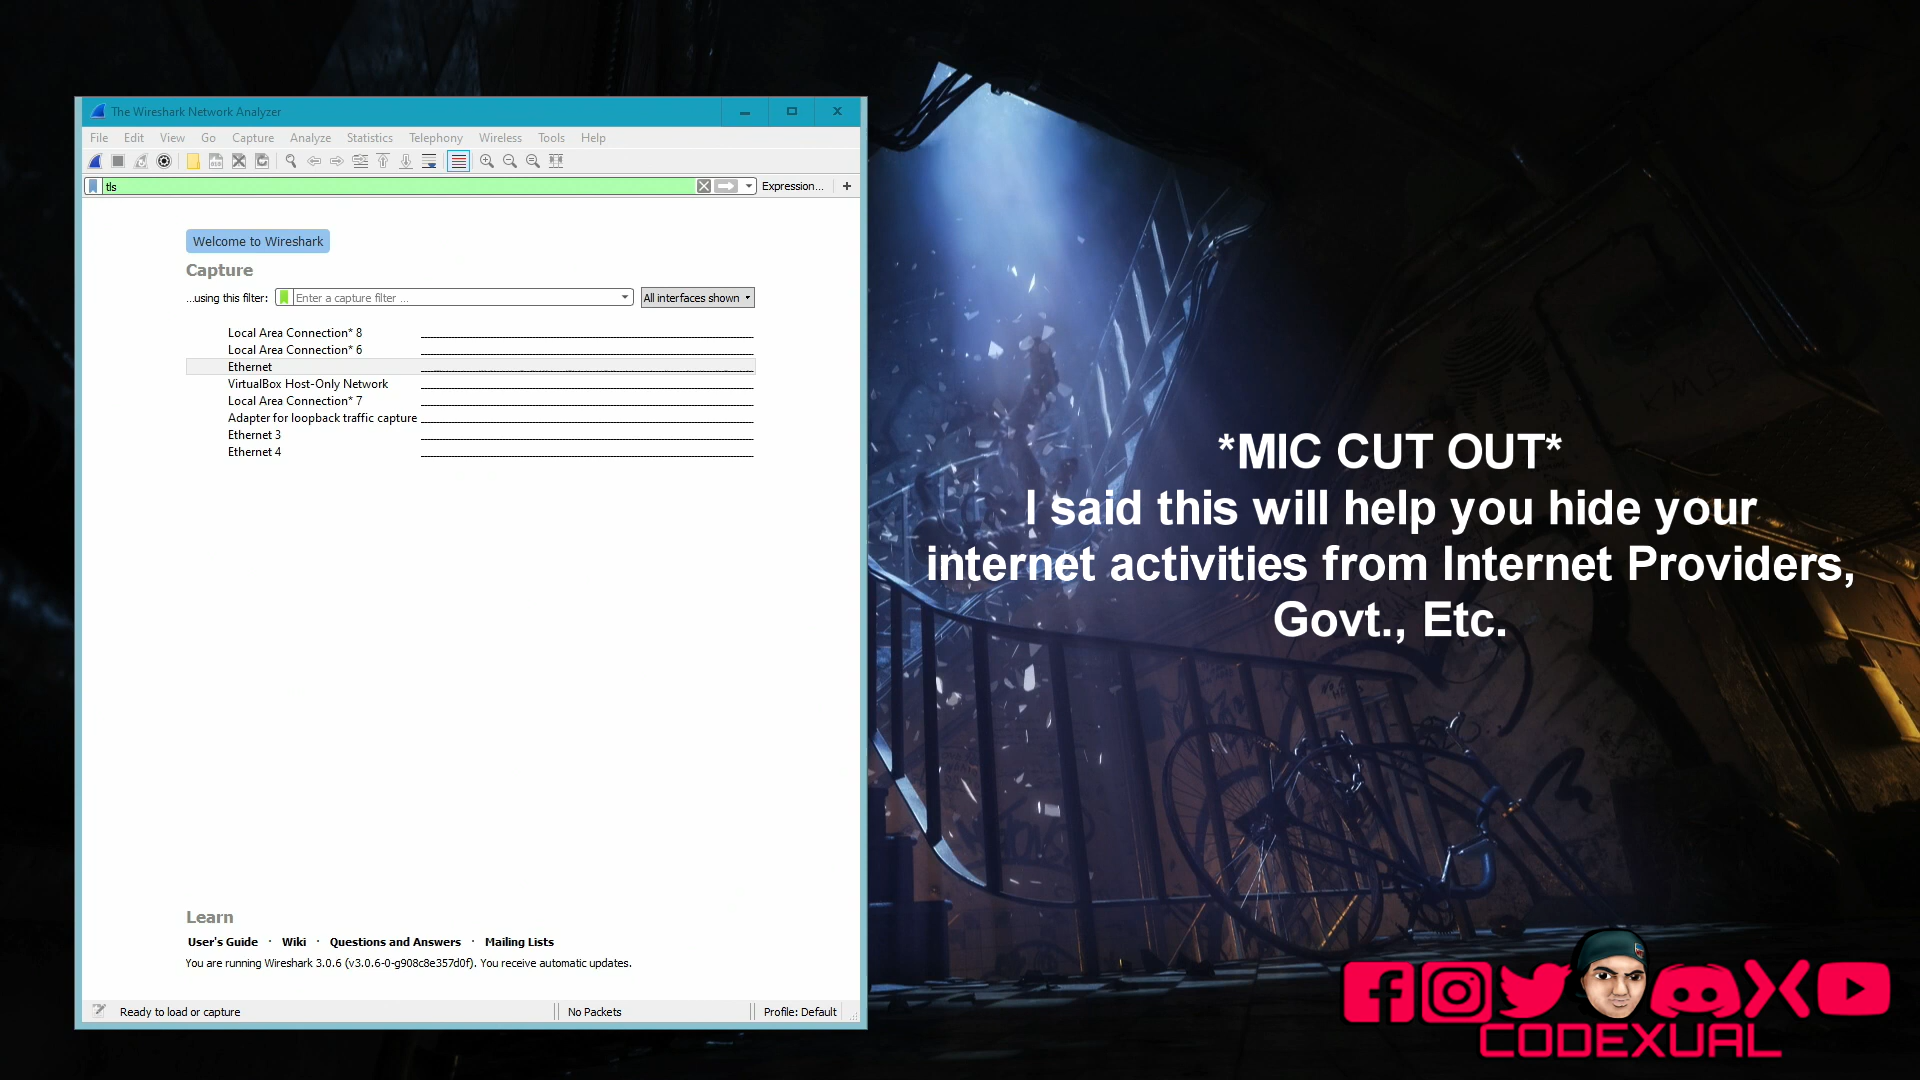 The Wireshark Network Analyzer
File Edit View Go Capture Analyze Statistics Telephony Wireless Tools Help
tls
Expression...
+
Welcome to Wireshark
Capture
...using this filter:
Enter a capture filter ...
All interfaces shown
Local Area Connection* 8
Local Area Connection* 6
Ethernet
VirtualBox Host-Only Network
Local Area Connection* 7
Adapter for loopback traffic capture
Ethernet 3
Ethernet 4
Learn
User's Guide · Wiki · Questions and Answers · Mailing Lists
You are running Wireshark 3.0.6 (v3.0.6-0-g908c8e357d0f). You receive automatic updates.
Ready to load or capture
No Packets
Profile: Default
*MIC CUT OUT*
I said this will help you hide your
internet activities from Internet Providers,
Govt., Etc.
CODEXUAL